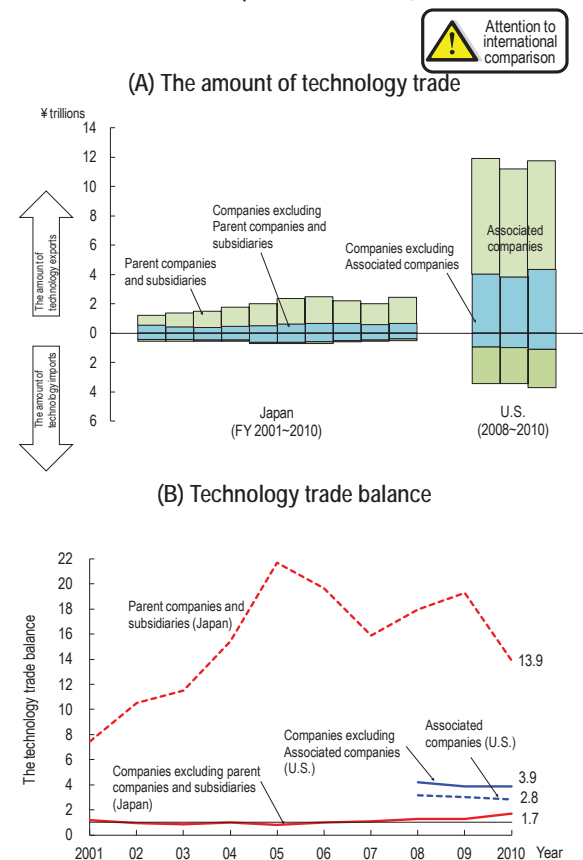 Attention to
international
comparison
(A) The amount of technology trade
¥ trillions
14
12
10
8
6
4
2
0
2
4
6
The amount of
technology exports
The amount of
technology imports
Parent companies
and subsidiaries
Companies excluding
Parent companies and
subsidiaries
Companies excluding
Associated companies
Associated
companies
Japan
(FY 2001~2010)
U.S.
(2008~2010)
(B) Technology trade balance
The technology trade balance
22
20
18
16
14
12
10
8
6
4
2
0
Parent companies and
subsidiaries (Japan)
13.9
Companies excluding
Associated companies
(U.S.)
Associated
companies (U.S.)
Companies excluding parent
companies and subsidiaries
(Japan)
3.9
2.8
1.7
2001 02 03 04 05 06 07 08 09 2010 Year